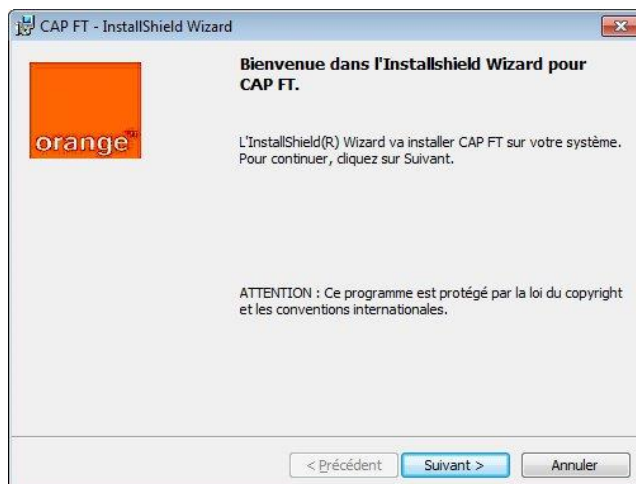 CAP FT - InstallShield Wizard
orange™
Bienvenue dans l'Installshield Wizard pour
CAP FT.
L'InstallShield(R) Wizard va installer CAP FT sur votre système.
Pour continuer, cliquez sur Suivant.
ATTENTION : Ce programme est protégé par la loi du copyright
et les conventions internationales.
< Précédent Suivant > Annuler